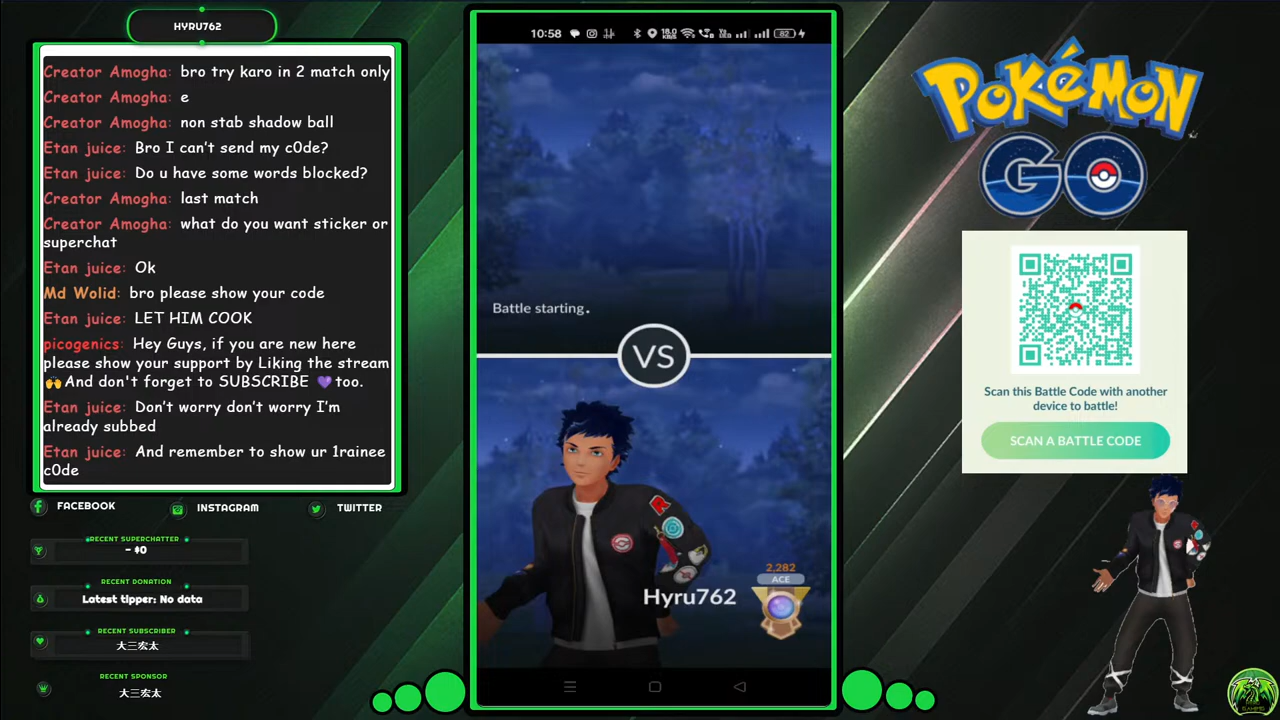 HYRU762
Creator Amogha: bro try karo in 2 match only
Creator Amogha: e
Creator Amogha: non stab shadow ball
Etan juice: Bro I can't send my c0de?
Etan juice: Do u have some words blocked?
Creator Amogha: last match
Creator Amogha: what do you want sticker or
superchat
Etan juice: Ok
Md Wolid: bro please show your code
Etan juice: LET HIM COOK
picogenics: Hey Guys, if you are new here
please show your support by Liking the stream
🙌And don't forget to SUBSCRIBE 💜too.
Etan juice: Don't worry don't worry I'm
already subbed
Etan juice: And remember to show ur 1rainee
c0de
FACEBOOK
INSTAGRAM
TWITTER
RECENT SUPERCHATTER
- $0
RECENT DONATION
Latest tipper: No data
RECENT SUBSCRIBER
大三宏太
RECENT SPONSOR
大三宏太
10:58
18.0
KB/S
82
Battle starting.
VS
2,282
ACE
Hyru762
POKÉMON
GO
Scan this Battle Code with another
device to battle!
SCAN A BATTLE CODE